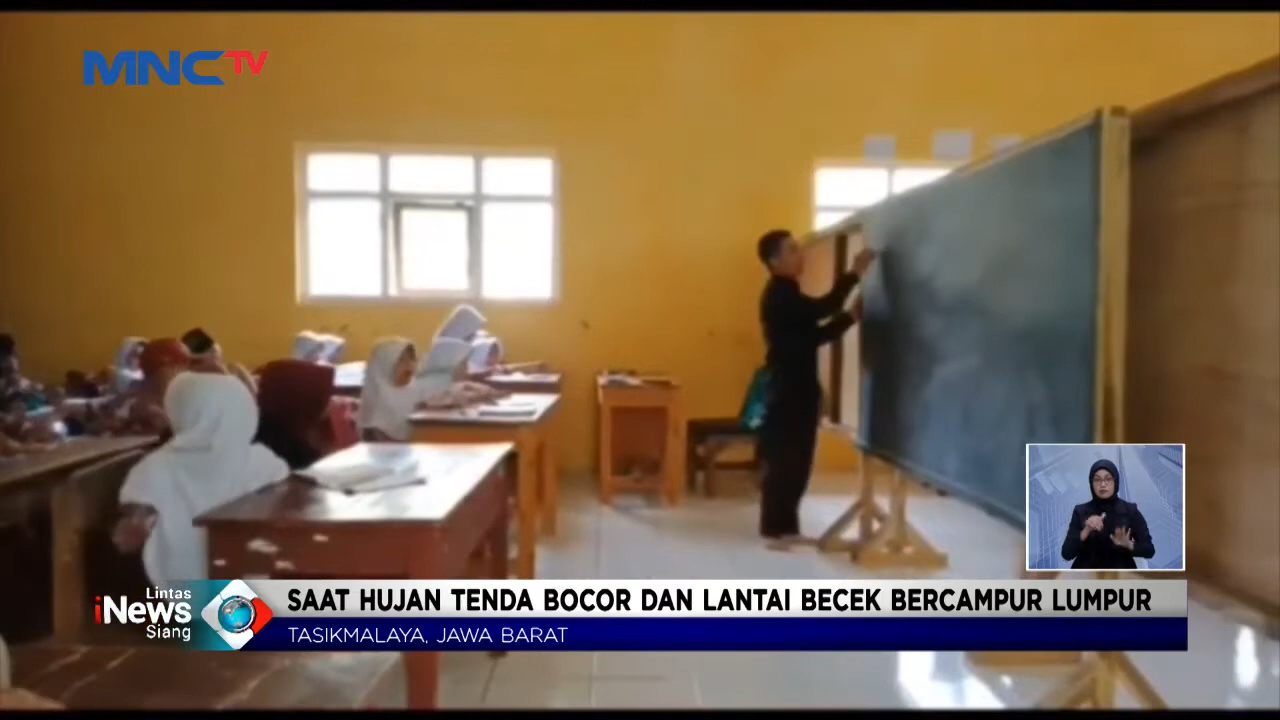 MNCTV
Lintas
iNews
Siang
SAAT HUJAN TENDA BOCOR DAN LANTAI BECEK BERCAMPUR LUMPUR
TASIKMALAYA, JAWA BARAT